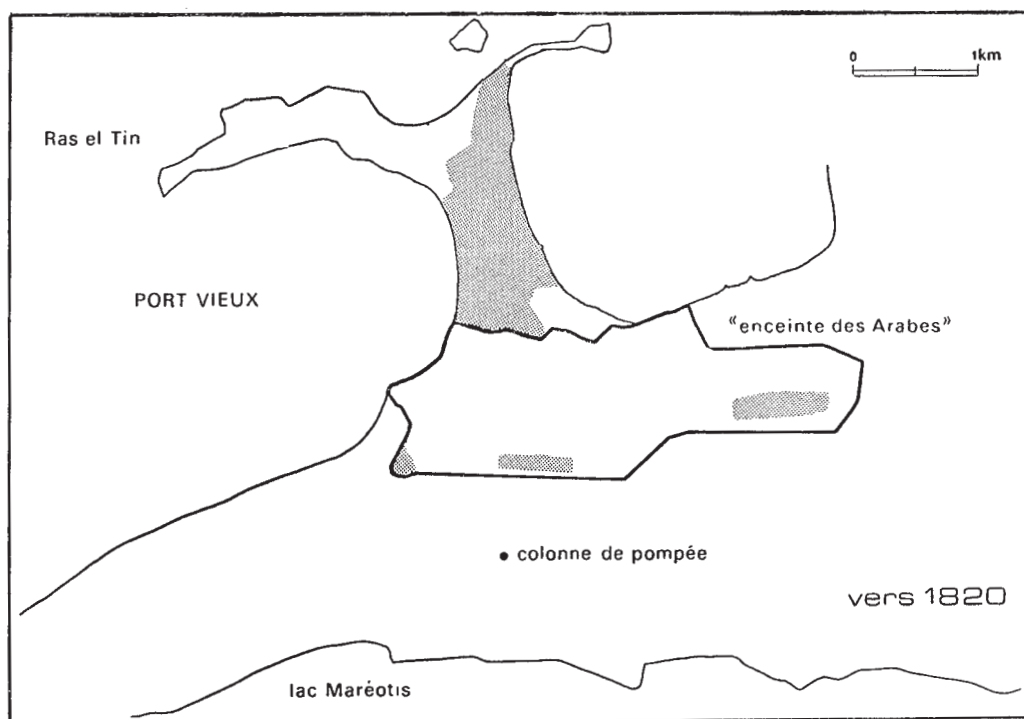 0 1km
Ras el Tin
PORT VIEUX
«enceinte des Arabes»
colonne de pompée
vers 1820
lac Maréotis